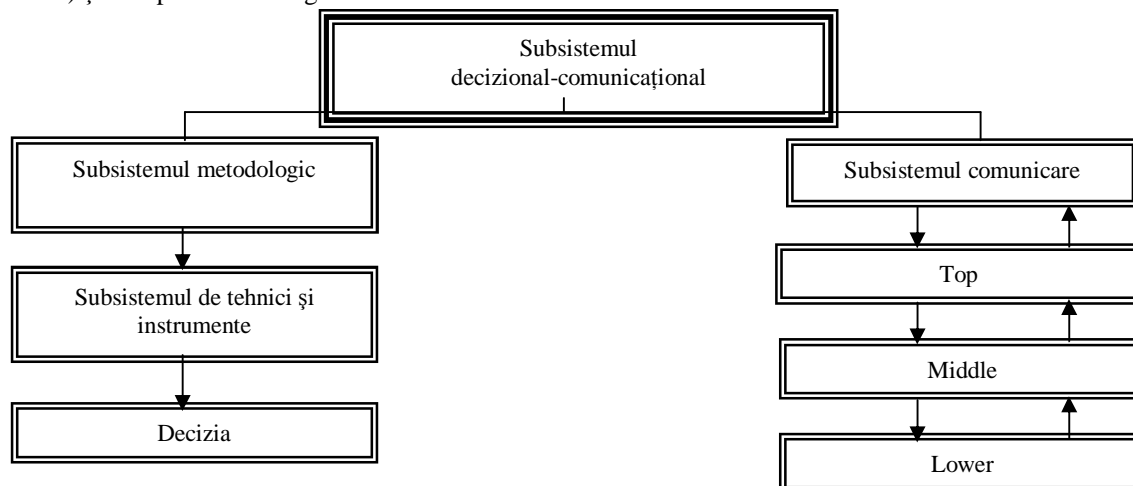 Subsistemul
decizional-comunicațional
Subsistemul metodologic
Subsistemul comunicare
Subsistemul de tehnici şi
instrumente
Top
Middle
Decizia
Lower